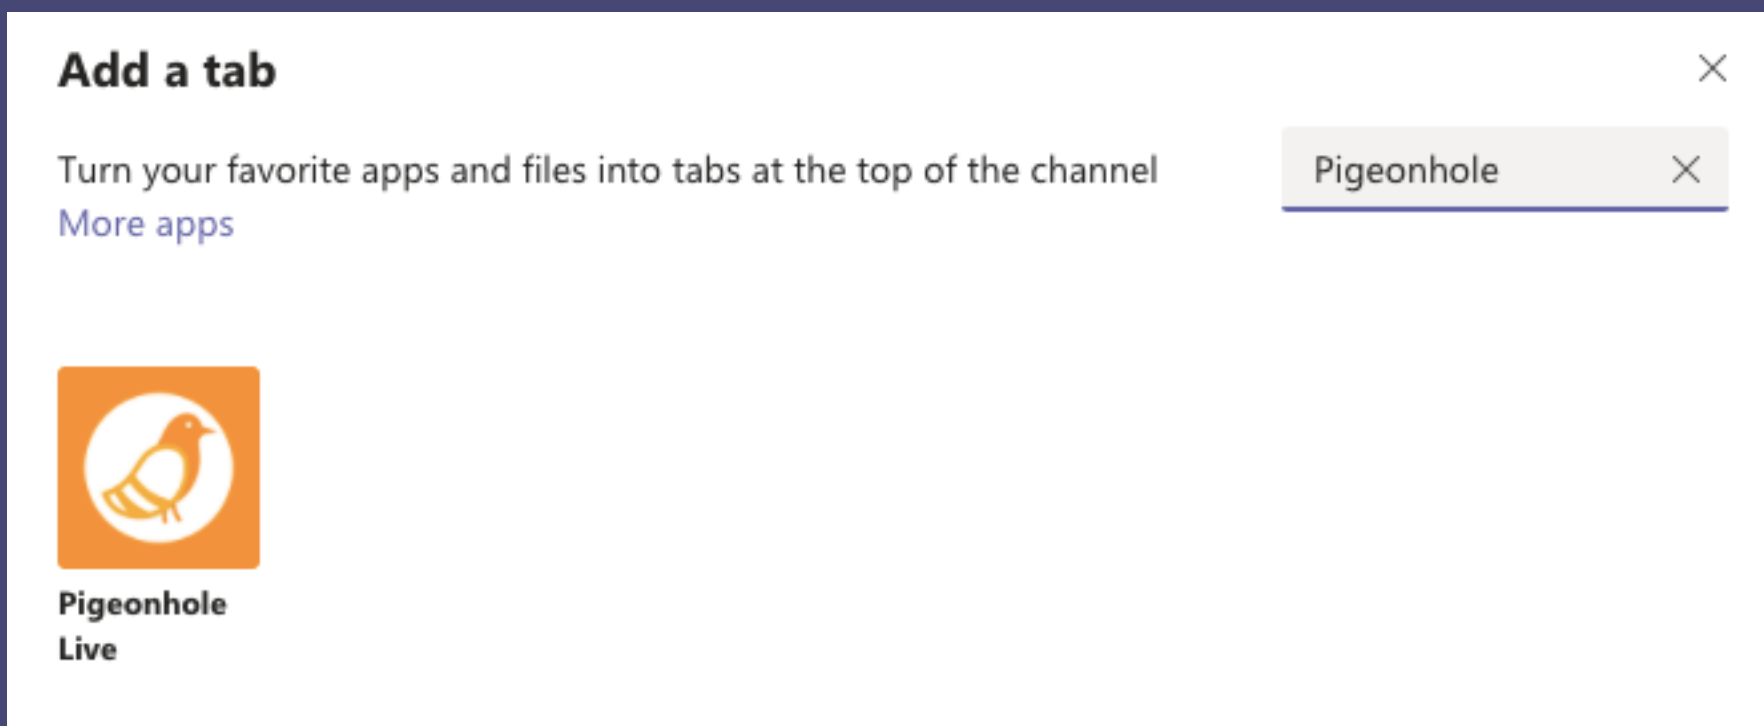 Add a tab
Turn your favorite apps and files into tabs at the top of the channel
More apps
Pigeonhole
Pigeonhole
Live